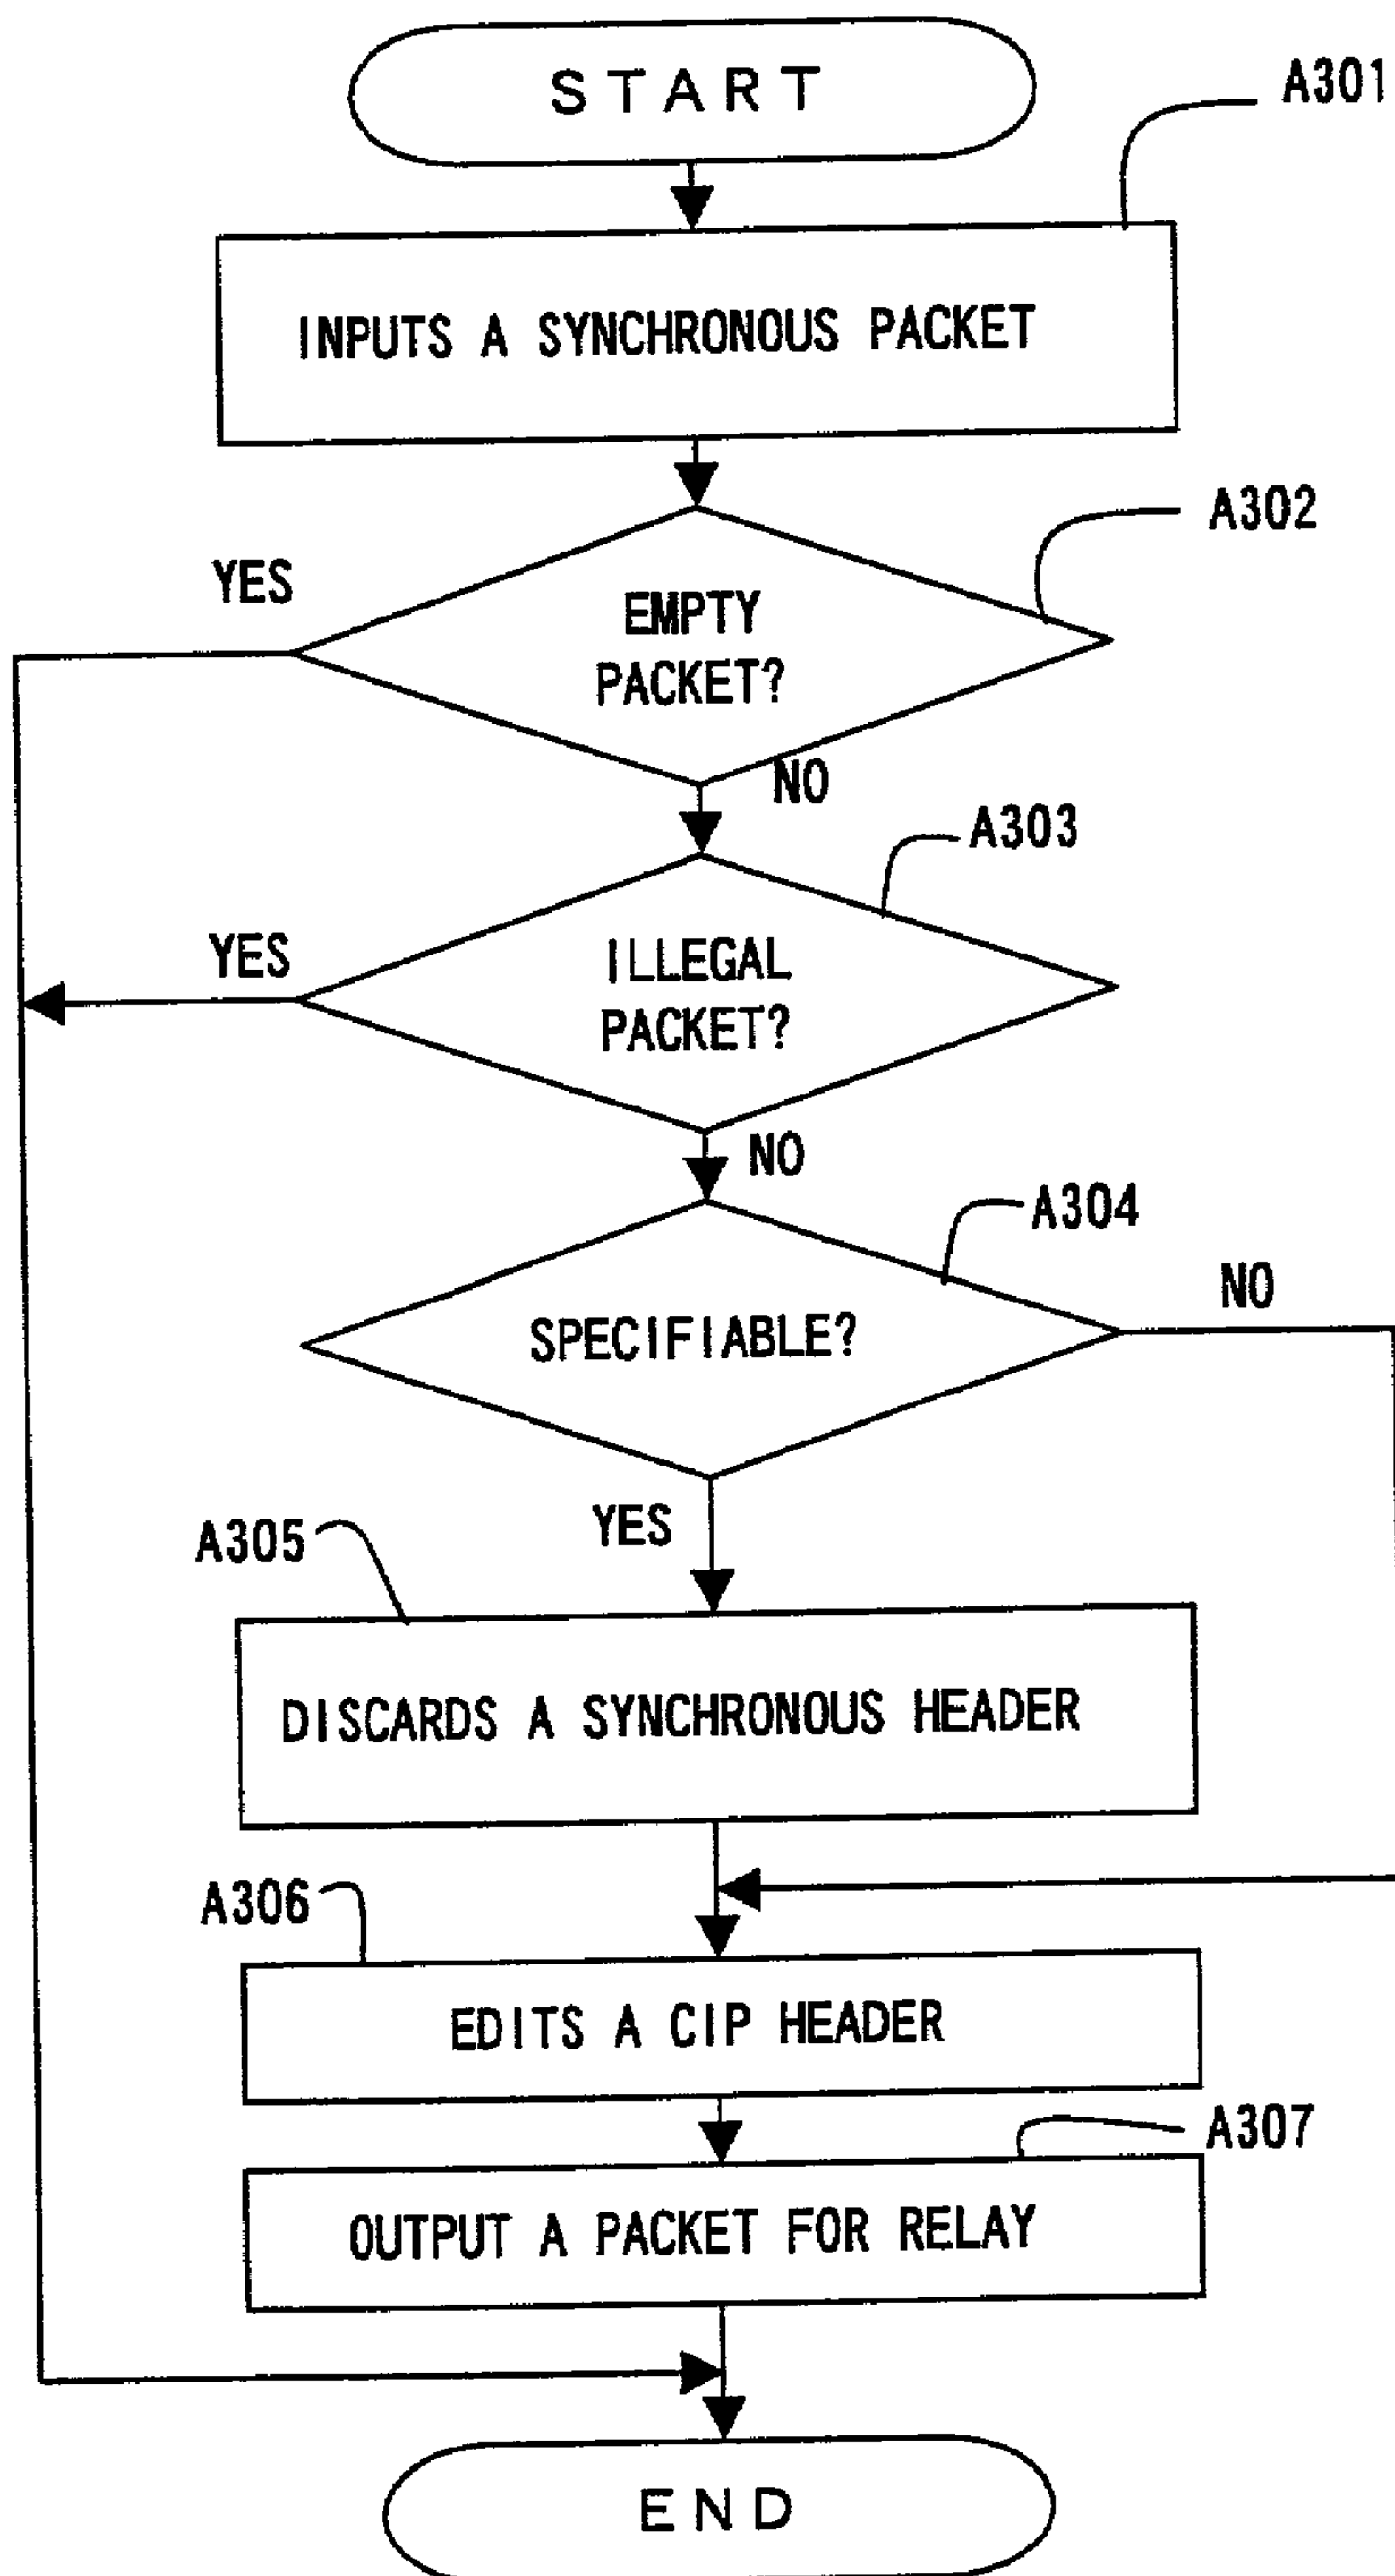 START
A301
INPUTS A SYNCHRONOUS PACKET
A302
YES
EMPTY
PACKET?
NO
A303
YES
ILLEGAL
PACKET?
NO
A304
NO
SPECIFIABLE?
YES
A305
DISCARDS A SYNCHRONOUS HEADER
A306
EDITS A CIP HEADER
A307
OUTPUT A PACKET FOR RELAY
END